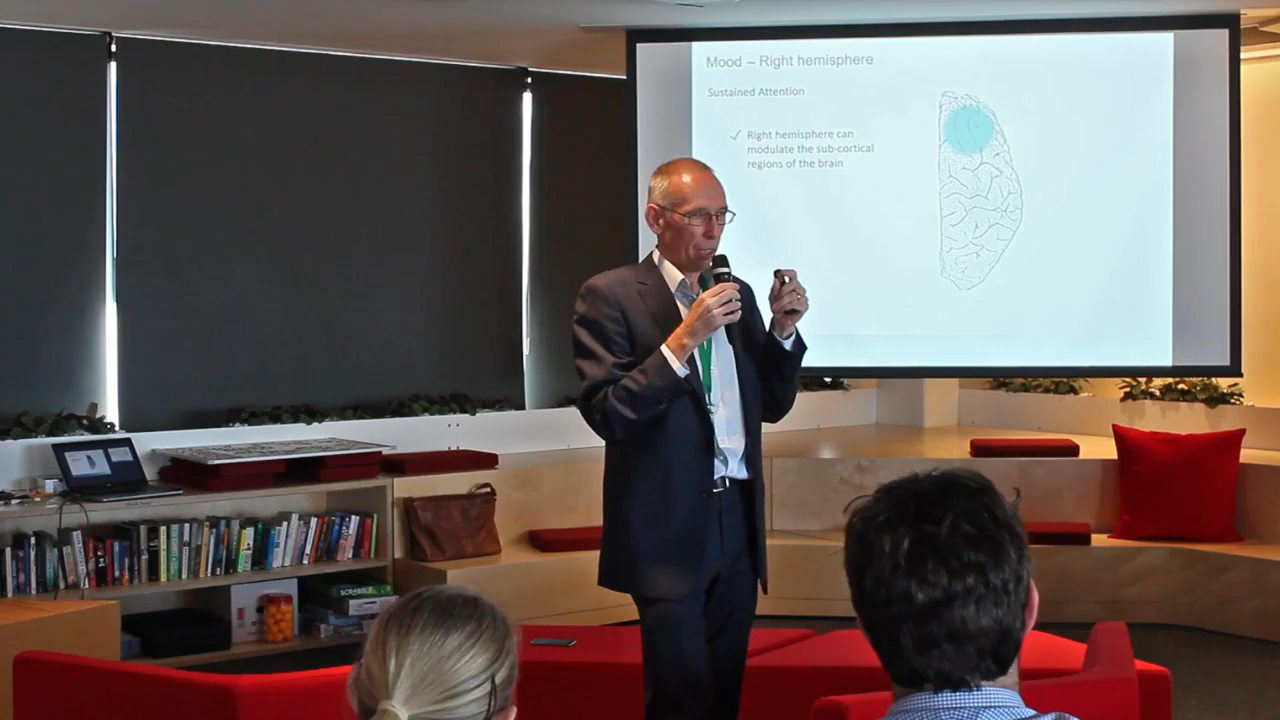 Mood – Right hemisphere
Sustained Attention
✓ Right hemisphere can
modulate the sub-cortical
regions of the brain
SCRABBLE